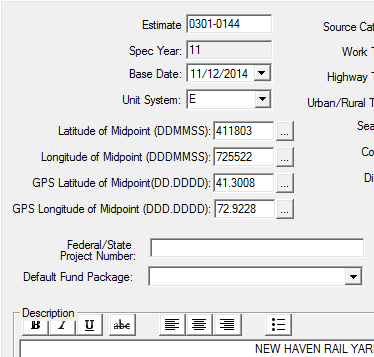 Estimate 0301-0144
Source Cat
Spec Year: 11
Work T
Base Date: 11/12/2014
Highway T
Unit System: E
Urban/Rural T
Latitude of Midpoint (DDMMSS): 411803 ...
Sea
Longitude of Midpoint (DDDMMSS): 725522 ...
Co
GPS Latitude of Midpoint(DD.DDDD): 41.3008 ...
Di
GPS Longitude of Midpoint (DDD.DDDD): 72.9228 ...
Federal/State
Project Number:
Default Fund Package:
Description
B I U abc
NEW HAVEN RAIL YAR